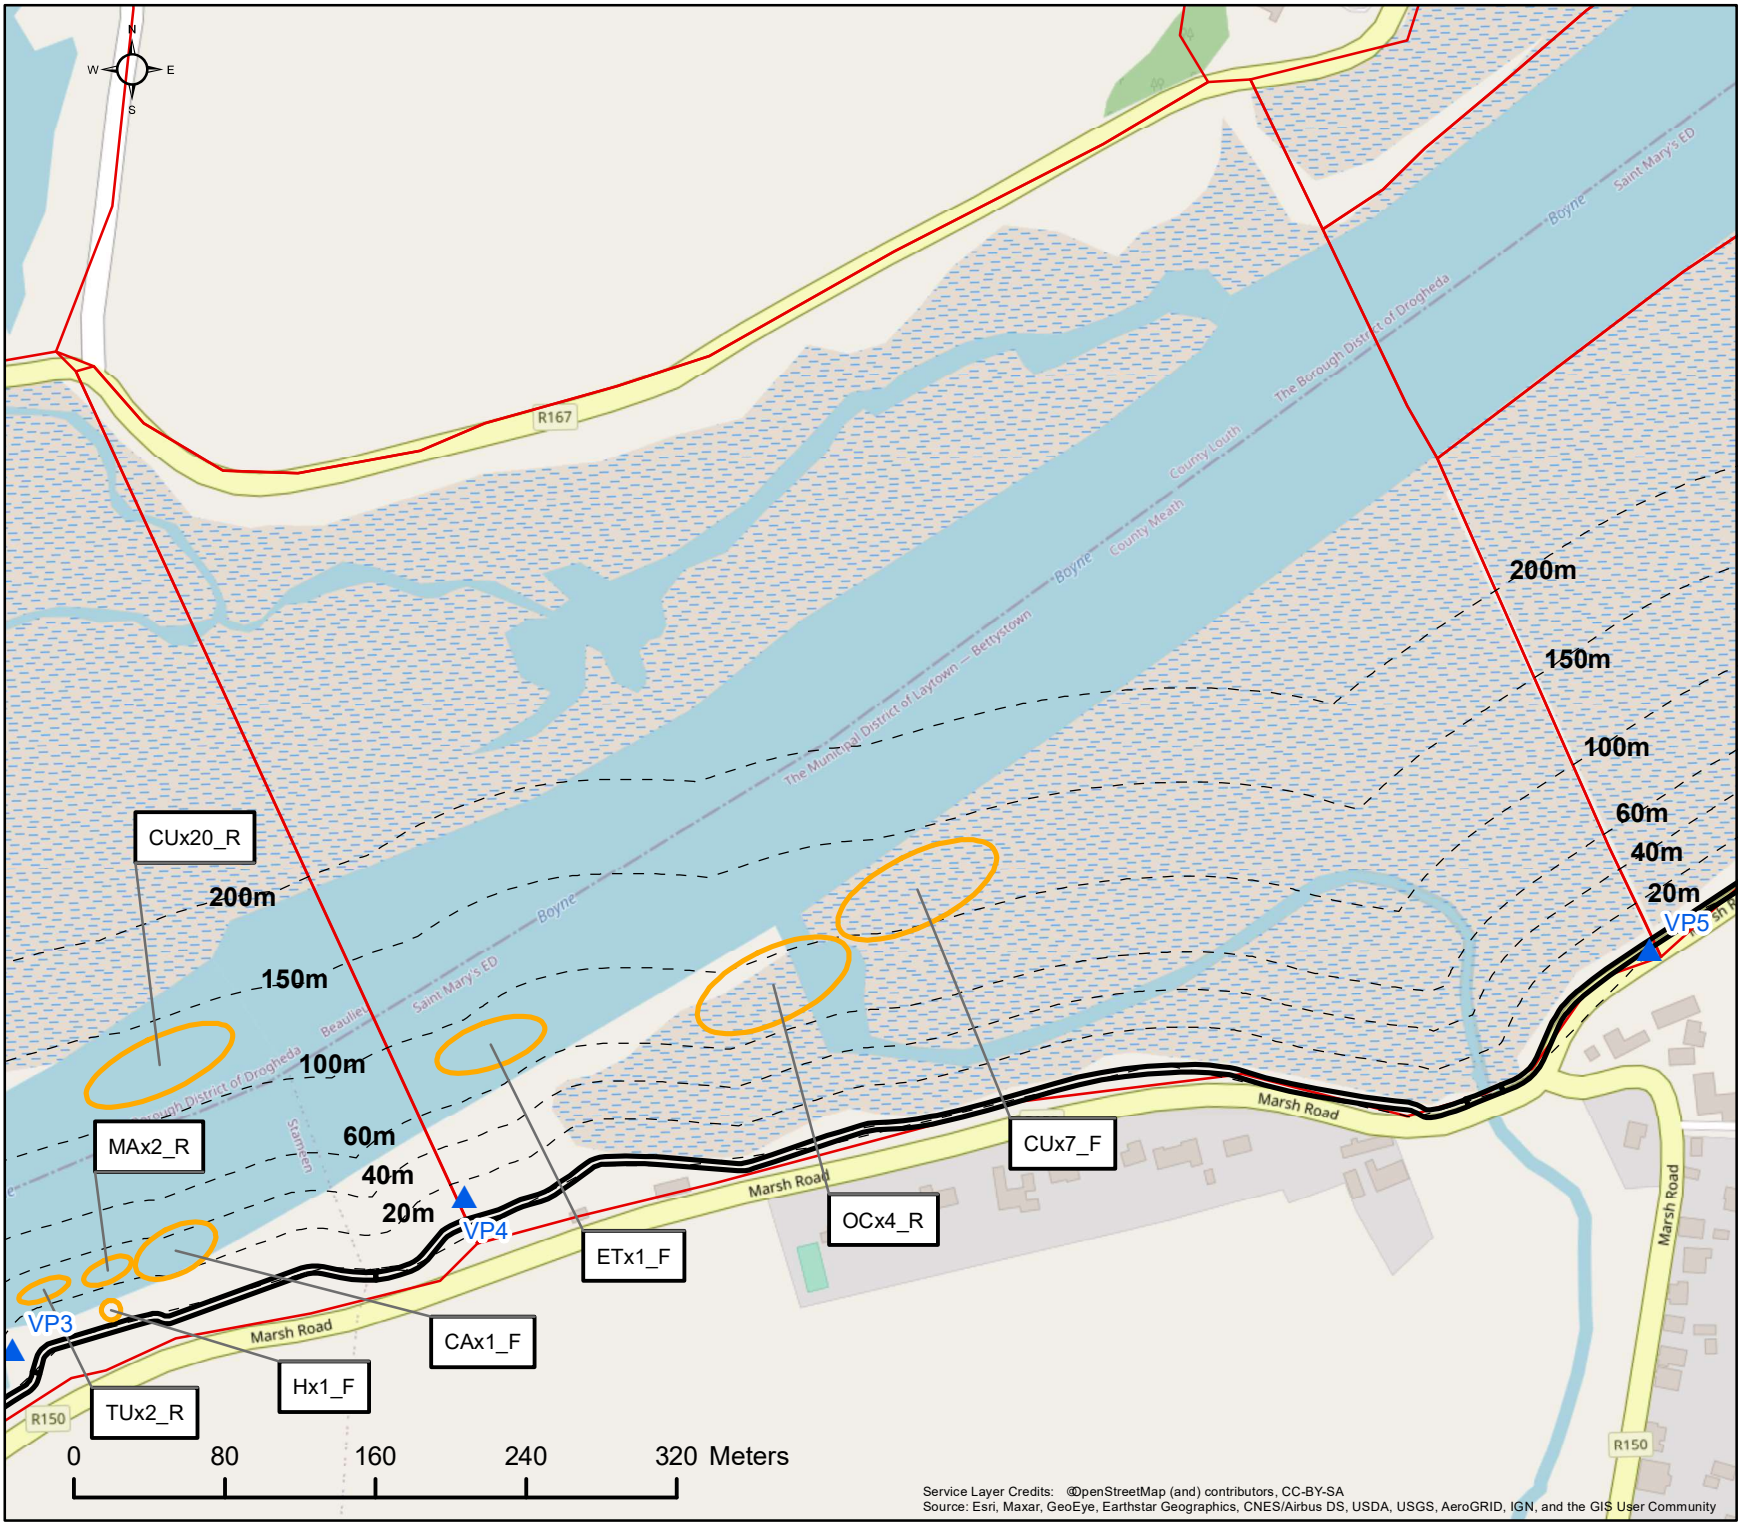 N
W E
S
Saint Mary's ED
Boyne
The Borough District of Drogheda
R167
County Louth
County Meath
Boyne
200m
The Municipal District of Laytown — Bettystown
150m
100m
60m
CUx20_R
40m
20m
200m
Boyne
VP5
150m
Saint Mary's ED
Beaulieu
100m
Borough District of Drogheda
Marsh Road
60m
Stameen
MAx2_R
CUx7_F
40m
Marsh Road
Marsh Road
20m
OCx4_R
VP4
ETx1_F
VP3
Marsh Road
CAx1_F
Hx1_F
TUx2_R
R150
R150
0 80 160 240 320 Meters
Service Layer Credits: ©OpenStreetMap (and) contributors, CC-BY-SA
Source: Esri, Maxar, GeoEye, Earthstar Geographics, CNES/Airbus DS, USDA, USGS, AeroGRID, IGN, and the GIS User Community